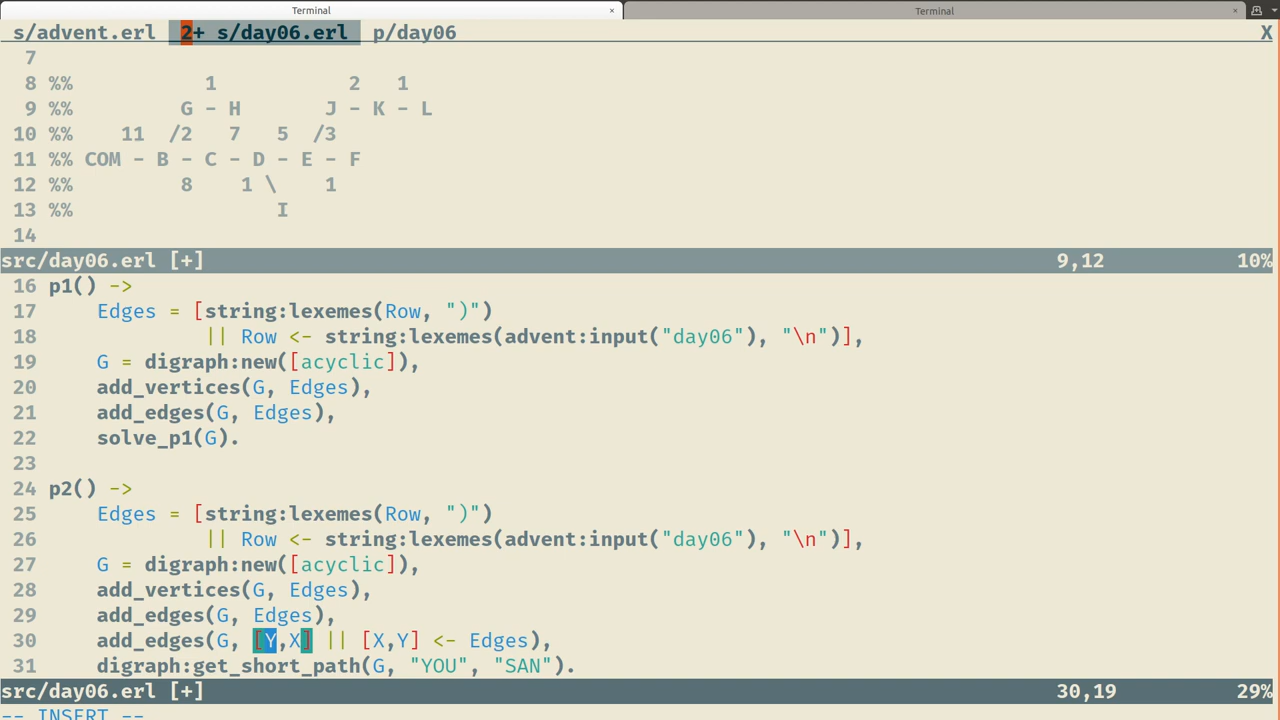 Terminal × Terminal ×
s/advent.erl 2+ s/day06.erl p/day06 X
7
8 %% 1 2 1
9 %% G - H J - K - L
10 %% 11 /2 7 5 /3
11 %% COM - B - C - D - E - F
12 %% 8 1 \ 1
13 %% I
14
src/day06.erl [+] 9,12 10%
16 p1() ->
17 Edges = [string:lexemes(Row, ")")
18 || Row <- string:lexemes(advent:input("day06"), "\n")],
19 G = digraph:new([acyclic]),
20 add_vertices(G, Edges),
21 add_edges(G, Edges),
22 solve_p1(G).
23
24 p2() ->
25 Edges = [string:lexemes(Row, ")")
26 || Row <- string:lexemes(advent:input("day06"), "\n")],
27 G = digraph:new([acyclic]),
28 add_vertices(G, Edges),
29 add_edges(G, Edges),
30 add_edges(G, [Y,X] || [X,Y] <- Edges),
31 digraph:get_short_path(G, "YOU", "SAN").
src/day06.erl [+] 30,19 29%
-- INSERT --